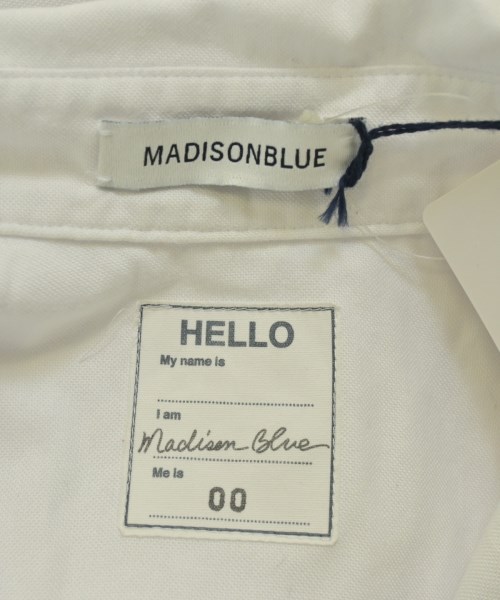 MADISONBLUE
HELLO
My name is
I am
Madison Blue
Me is
00